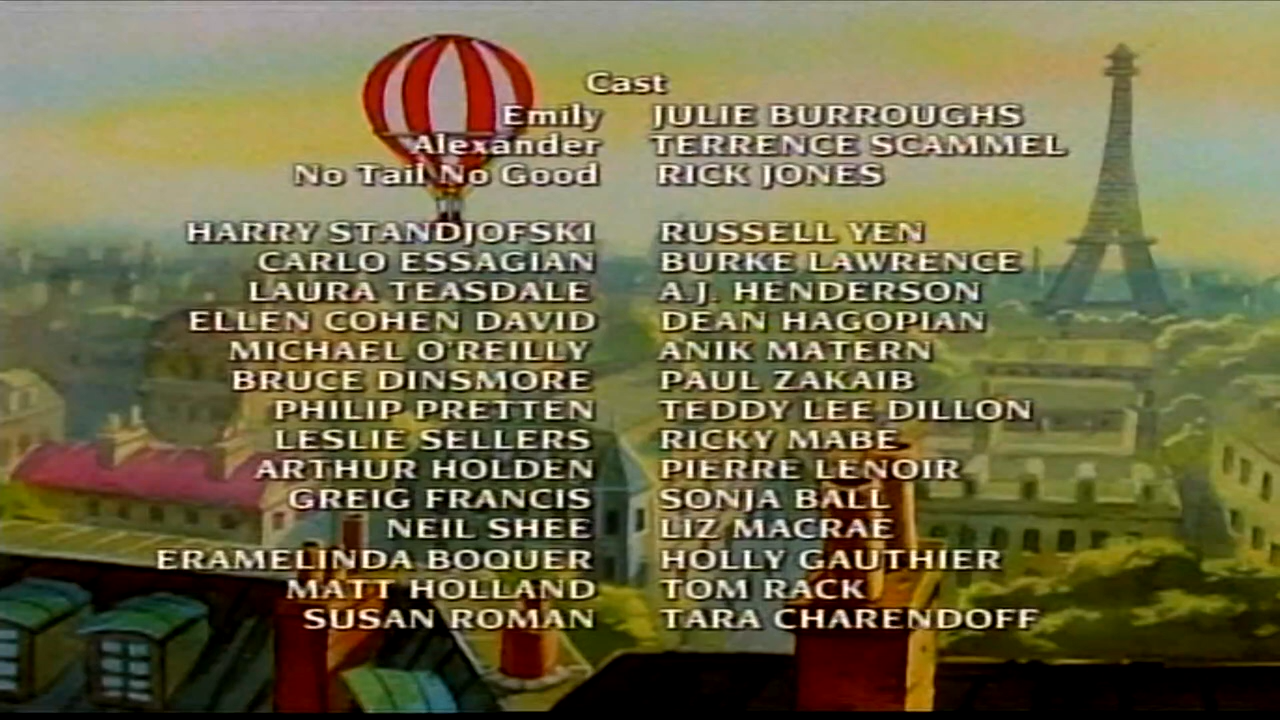 Cast
Emily JULIE BURROUGHS
Alexander TERRENCE SCAMMEL
No Tail No Good RICK JONES
HARRY STANDJOFSKI RUSSELL YEN
CARLO ESSAGIAN BURKE LAWRENCE
LAURA TEASDALE A.J. HENDERSON
ELLEN COHEN DAVID DEAN HAGOPIAN
MICHAEL O'REILLY ANIK MATERN
BRUCE DINSMORE PAUL ZAKAIB
PHILIP PRETTEN TEDDY LEE DILLON
LESLIE SELLERS RICKY MABE
ARTHUR HOLDEN PIERRE LENOIR
GREIG FRANCIS SONJA BALL
NEIL SHEE LIZ MACRAE
ERAMELINDA BOQUER HOLLY GAUTHIER
MATT HOLLAND TOM RACK
SUSAN ROMAN TARA CHARENDOFF